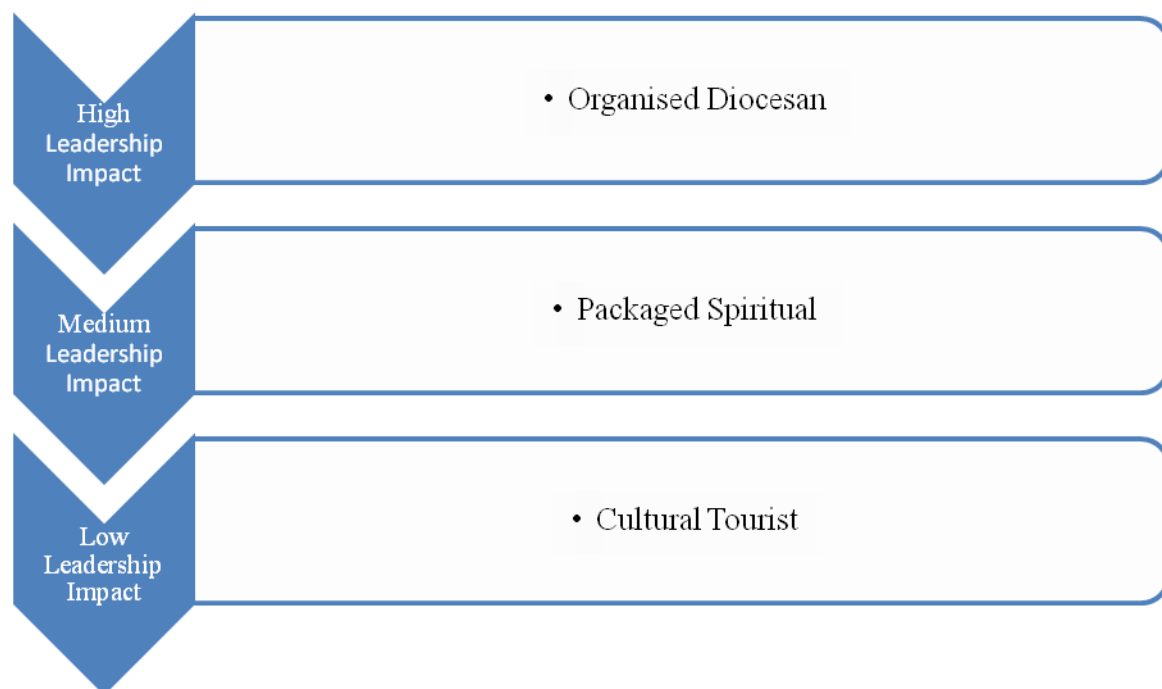 High
Leadership
Impact
• Organised Diocesan
Medium
Leadership
Impact
• Packaged Spiritual
Low
Leadership
Impact
• Cultural Tourist